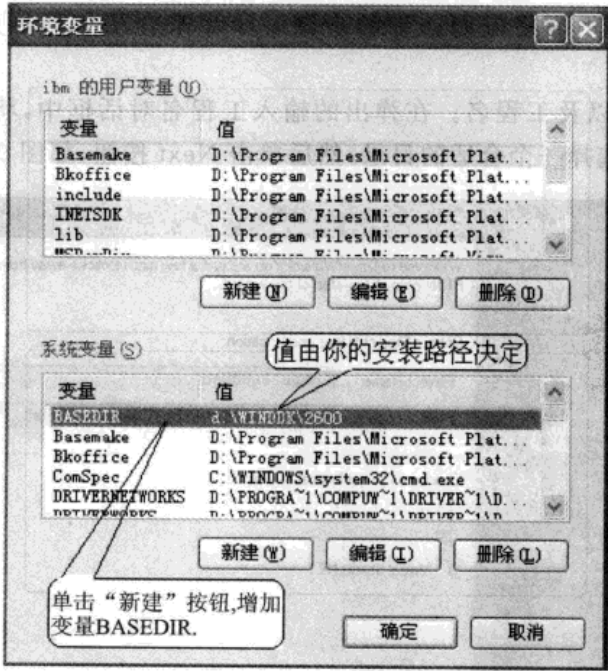 环境变量
ibm 的用户变量(U)
变量 值
Basemake D:\Program Files\Microsoft Plat...
Bkoffice D:\Program Files\Microsoft Plat...
include D:\Program Files\Microsoft Plat...
INETSDK D:\Program Files\Microsoft Plat...
lib D:\Program Files\Microsoft Plat...
新建(N) 编辑(E) 删除(D)
系统变量(S)
值由你的安装路径决定
变量 值
BASEDIR d:\WINDDK\2600
Basemake D:\Program Files\Microsoft Plat...
Bkoffice D:\Program Files\Microsoft Plat...
ComSpec C:\WINDOWS\system32\cmd.exe
DRIVERNETWORKS D:\PROGRA~1\COMPUW~1\DRIVER~1\D...
新建(W) 编辑(I) 删除(L)
单击“新建”按钮,增加
变量BASEDIR.
确定 取消